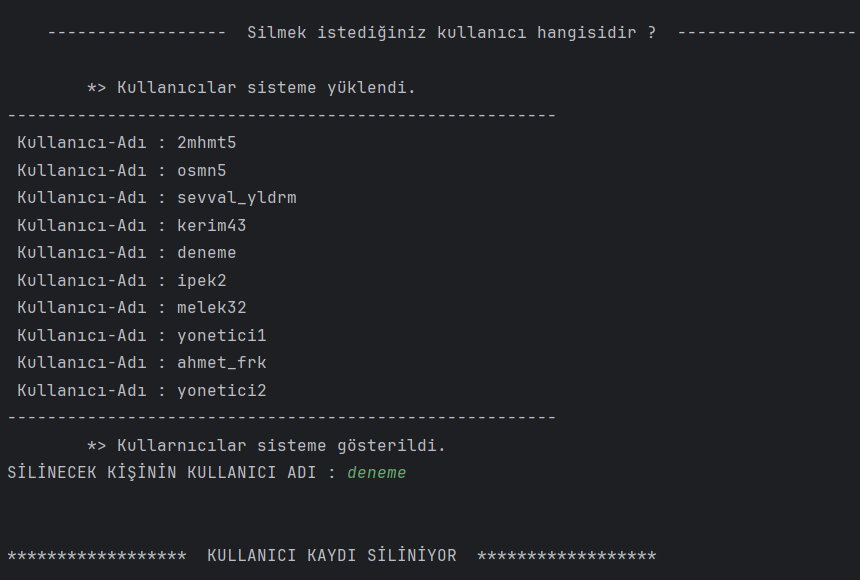 ------------------  Silmek istediğiniz kullanıcı hangisidir ?  ------------------
*> Kullanıcılar sisteme yüklendi.
-------------------------------------------------------
Kullanıcı-Adı : 2mhmt5
Kullanıcı-Adı : osmn5
Kullanıcı-Adı : sevval_yldrm
Kullanıcı-Adı : kerim43
Kullanıcı-Adı : deneme
Kullanıcı-Adı : ipek2
Kullanıcı-Adı : melek32
Kullanıcı-Adı : yonetici1
Kullanıcı-Adı : ahmet_frk
Kullanıcı-Adı : yonetici2
-------------------------------------------------------
*> Kullarnıcılar sisteme gösterildi.
SİLİNECEK KİŞİNİN KULLANICI ADI : deneme
******************  KULLANICI KAYDI SİLİNİYOR  ******************